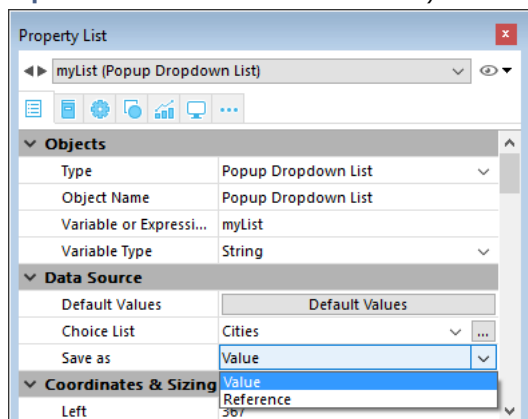 Property List
x
myList (Popup Dropdown List)
Objects
Type Popup Dropdown List
Object Name Popup Dropdown List
Variable or Expressi... myList
Variable Type String
Data Source
Default Values Default Values
Choice List Cities ...
Save as Value
Value
Coordinates & Sizing
Reference
Left 367